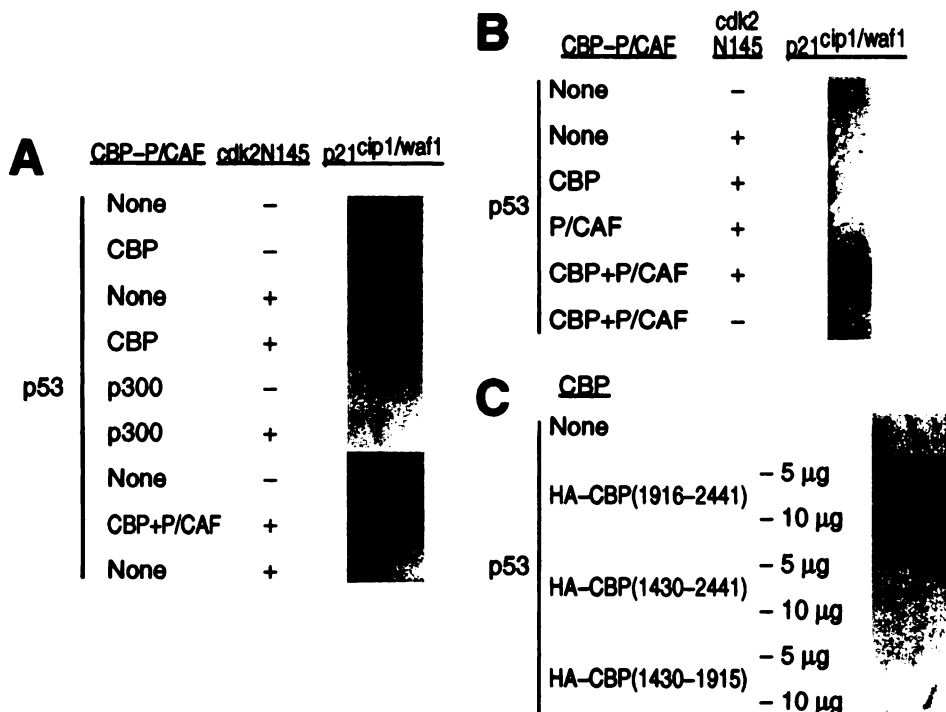 A
CBP–P/CAF cdk2N145 p21cip1/waf1
None –
CBP –
None +
CBP +
p53
p300 –
p300 +
None –
CBP+P/CAF +
None +
B
CBP–P/CAF cdk2 N145 p21cip1/waf1
None –
None +
CBP +
p53
P/CAF +
CBP+P/CAF +
CBP+P/CAF –
C
CBP
None
HA–CBP(1916–2441) – 5 µg
– 10 µg
p53
HA–CBP(1430–2441) – 5 µg
– 10 µg
HA–CBP(1430–1915) – 5 µg
– 10 µg